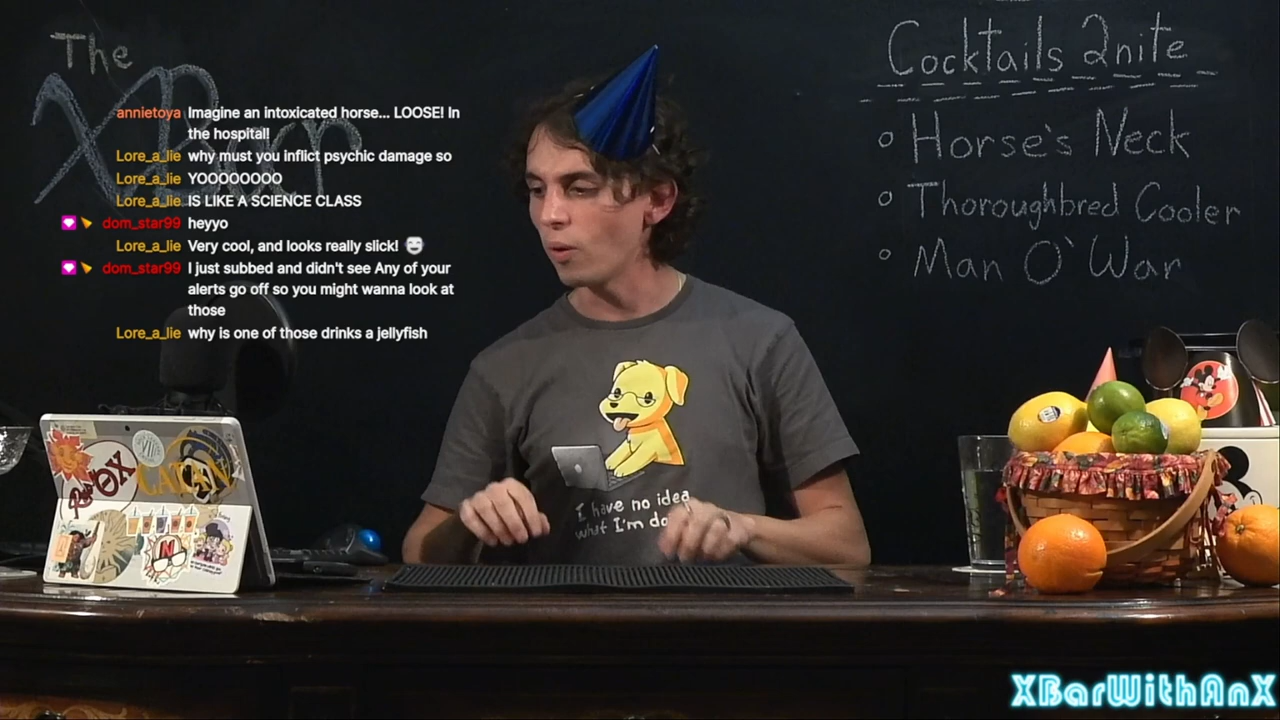 The
XBar
Cocktails 2nite
Horse's Neck
Thoroughbred Cooler
Man O'War
annietoya Imagine an intoxicated horse... LOOSE! In
the hospital!
Lore_a_lie why must you inflict psychic damage so
Lore_a_lie YOOOOOOOO
Lore_a_lie IS LIKE A SCIENCE CLASS
dom_star99 heyyo
Lore_a_lie Very cool, and looks really slick!
dom_star99 I just subbed and didn't see Any of your
alerts go off so you might wanna look at
those
Lore_a_lie why is one of those drinks a jellyfish
CATAN
I have no idea
what I'm do
XBarWithAnX